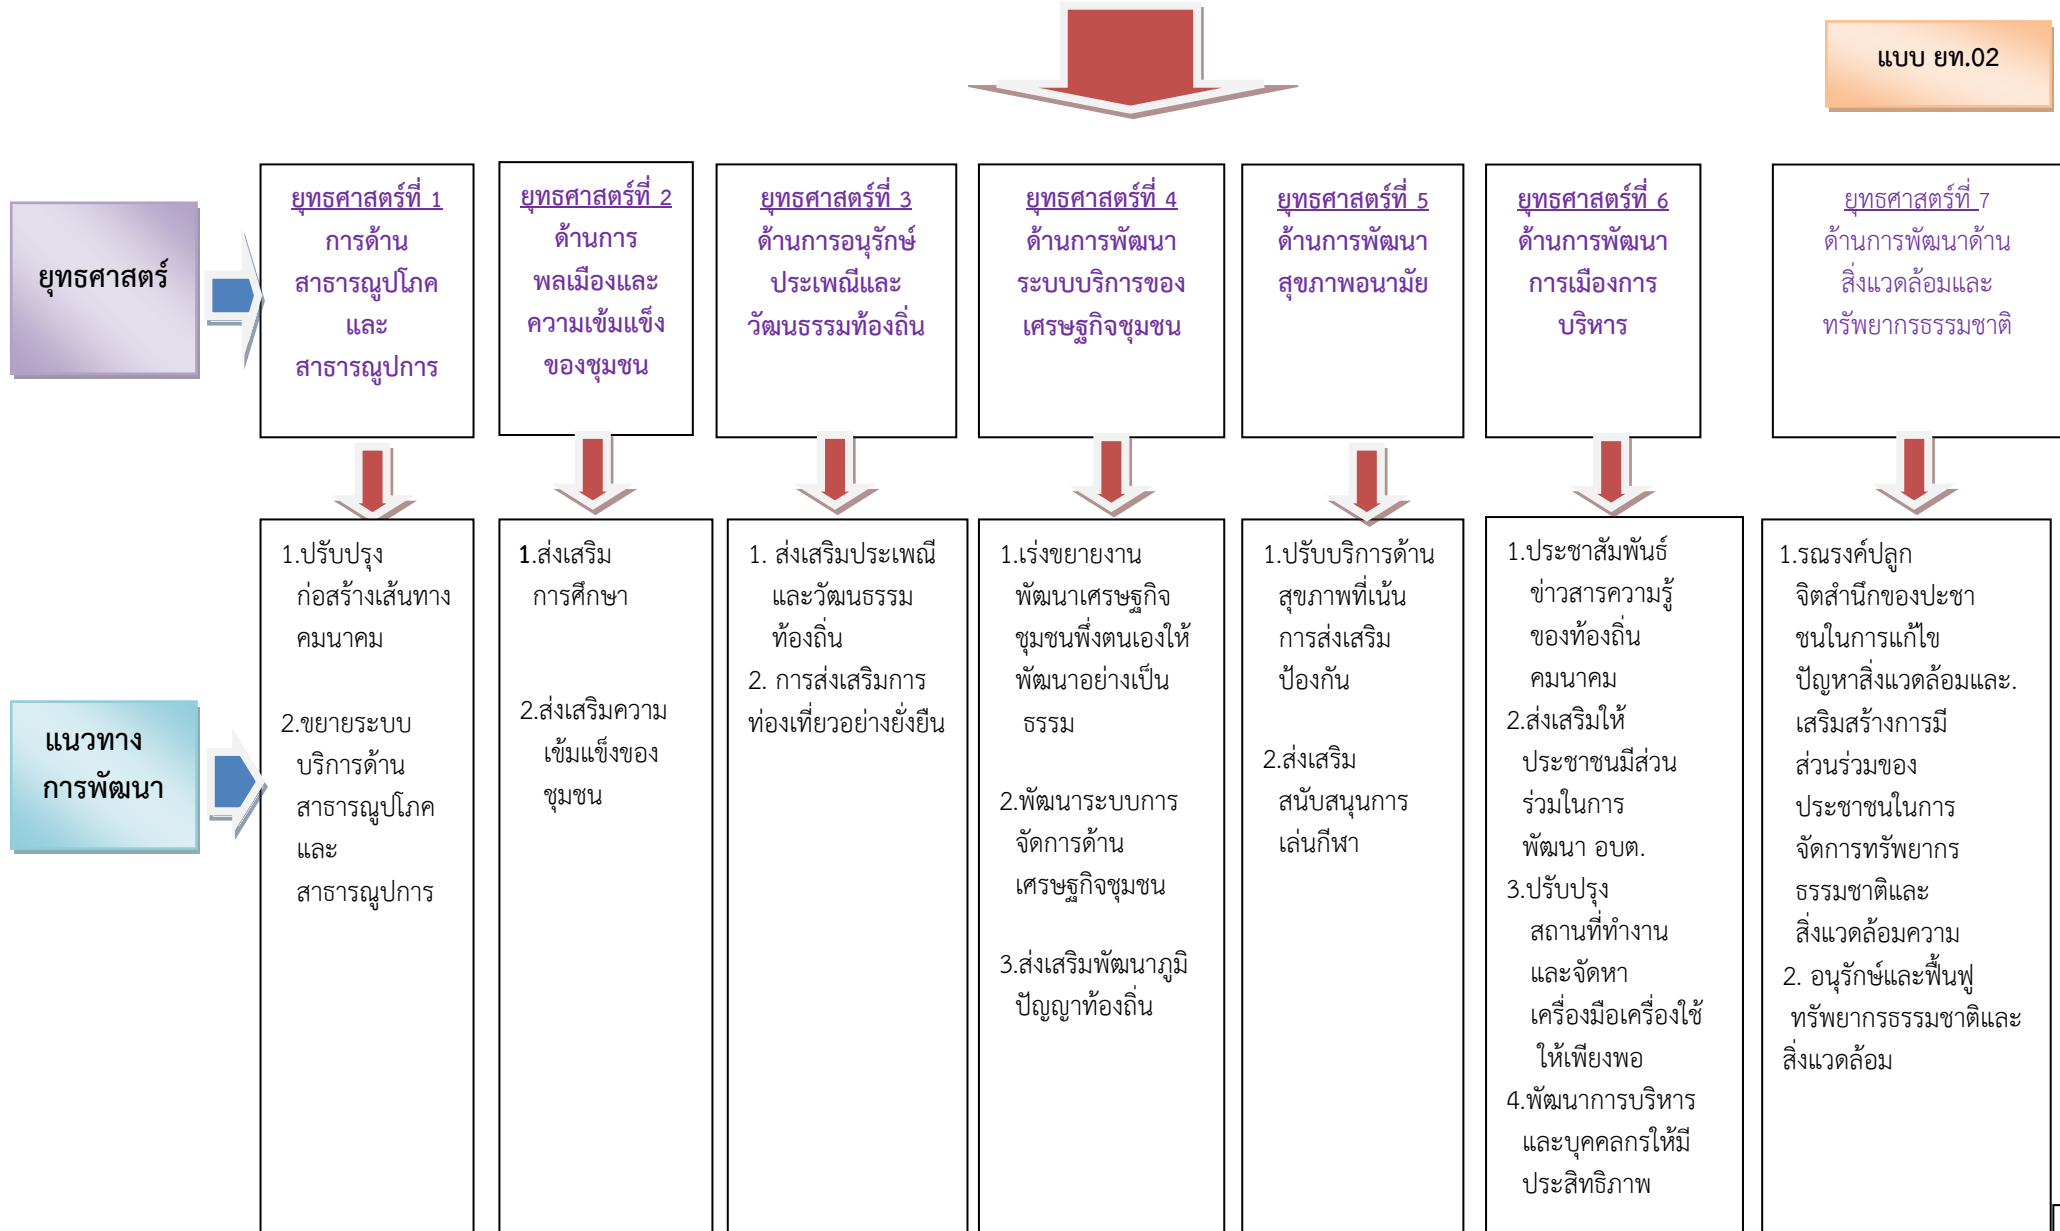 แบบ ยท.02
ยุทธศาสตร์
ยุทธศาสตร์ที่ 1
การด้าน
สาธารณูปโภค
และ
สาธารณูปการ
ยุทธศาสตร์ที่ 2
ด้านการ
พลเมืองและ
ความเข้มแข็ง
ของชุมชน
ยุทธศาสตร์ที่ 3
ด้านการอนุรักษ์
ประเพณีและ
วัฒนธรรมท้องถิ่น
ยุทธศาสตร์ที่ 4
ด้านการพัฒนา
ระบบบริการของ
เศรษฐกิจชุมชน
ยุทธศาสตร์ที่ 5
ด้านการพัฒนา
สุขภาพอนามัย
ยุทธศาสตร์ที่ 6
ด้านการพัฒนา
การเมืองการ
บริหาร
ยุทธศาสตร์ที่ 7
ด้านการพัฒนาด้าน
สิ่งแวดล้อมและ
ทรัพยากรธรรมชาติ
แนวทาง
การพัฒนา
1.ปรับปรุง
ก่อสร้างเส้นทาง
คมนาคม
2.ขยายระบบ
บริการด้าน
สาธารณูปโภค
และ
สาธารณูปการ
1.ส่งเสริม
การศึกษา
2.ส่งเสริมความ
เข้มแข็งของ
ชุมชน
1. ส่งเสริมประเพณี
และวัฒนธรรม
ท้องถิ่น
2. การส่งเสริมการ
ท่องเที่ยวอย่างยั่งยืน
1.เร่งขยายงาน
พัฒนาเศรษฐกิจ
ชุมชนพึ่งตนเองให้
พัฒนาอย่างเป็น
ธรรม
2.พัฒนาระบบการ
จัดการด้าน
เศรษฐกิจชุมชน
3.ส่งเสริมพัฒนาภูมิ
ปัญญาท้องถิ่น
1.ปรับบริการด้าน
สุขภาพที่เน้น
การส่งเสริม
ป้องกัน
2.ส่งเสริม
สนับสนุนการ
เล่นกีฬา
1.ประชาสัมพันธ์
ข่าวสารความรู้
ของท้องถิ่น
คมนาคม
2.ส่งเสริมให้
ประชาชนมีส่วน
ร่วมในการ
พัฒนา อบต.
3.ปรับปรุง
สถานที่ทำงาน
และจัดหา
เครื่องมือเครื่องใช้
ให้เพียงพอ
4.พัฒนาการบริหาร
และบุคคลกรให้มี
ประสิทธิภาพ
1.รณรงค์ปลูก
จิตสำนึกของปะชา
ชนในการแก้ไข
ปัญหาสิ่งแวดล้อมและ.
เสริมสร้างการมี
ส่วนร่วมของ
ประชาชนในการ
จัดการทรัพยากร
ธรรมชาติและ
สิ่งแวดล้อมความ
2. อนุรักษ์และฟื้นฟู
ทรัพยากรธรรมชาติและ
สิ่งแวดล้อม